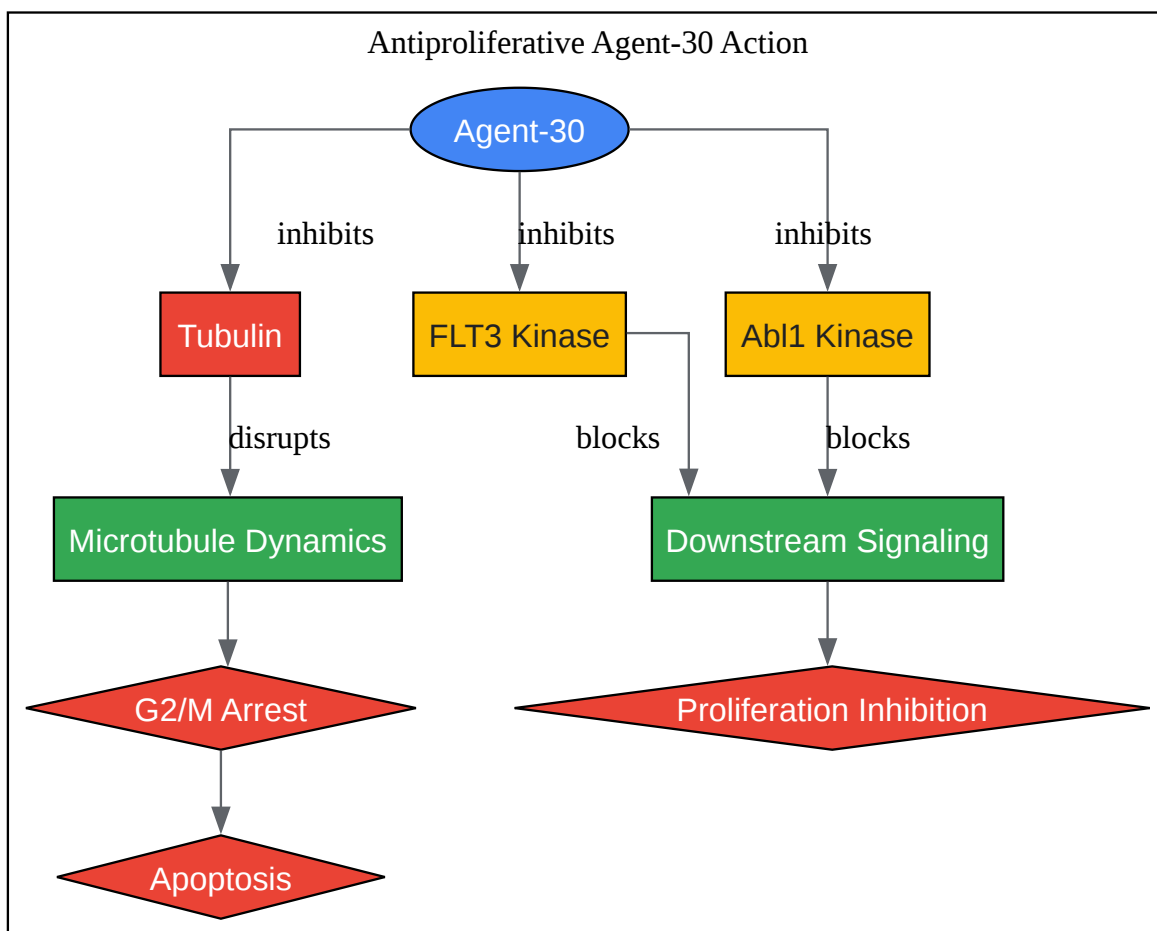 Antiproliferative Agent-30 Action
Agent-30
inhibits
inhibits
inhibits
Tubulin
FLT3 Kinase
Abl1 Kinase
disrupts
blocks
blocks
Microtubule Dynamics
Downstream Signaling
G2/M Arrest
Proliferation Inhibition
Apoptosis